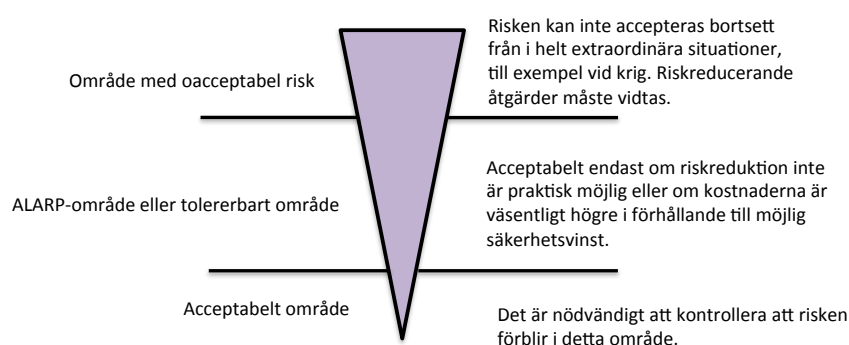 Område med oacceptabel risk
Risken kan inte accepteras bortsett
från i helt extraordinära situationer,
till exempel vid krig. Riskreducerande
åtgärder måste vidtas.
ALARP-område eller tolererbart område
Acceptabelt endast om riskreduktion inte
är praktisk möjlig eller om kostnaderna är
väsentligt högre i förhållande till möjlig
säkerhetsvinst.
Acceptabelt område
Det är nödvändigt att kontrollera att risken
förblir i detta område.